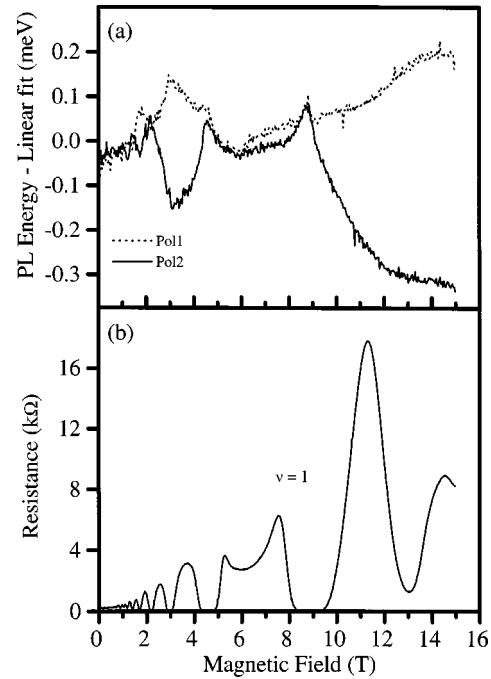 (a)
PL Energy - Linear fit (meV)
0.2
0.1
0.0
-0.1
-0.2
-0.3
Pol1
Pol2
(b)
Resistance (kΩ)
16
12
8
4
0
ν = 1
0 2 4 6 8 10 12 14 16
Magnetic Field (T)